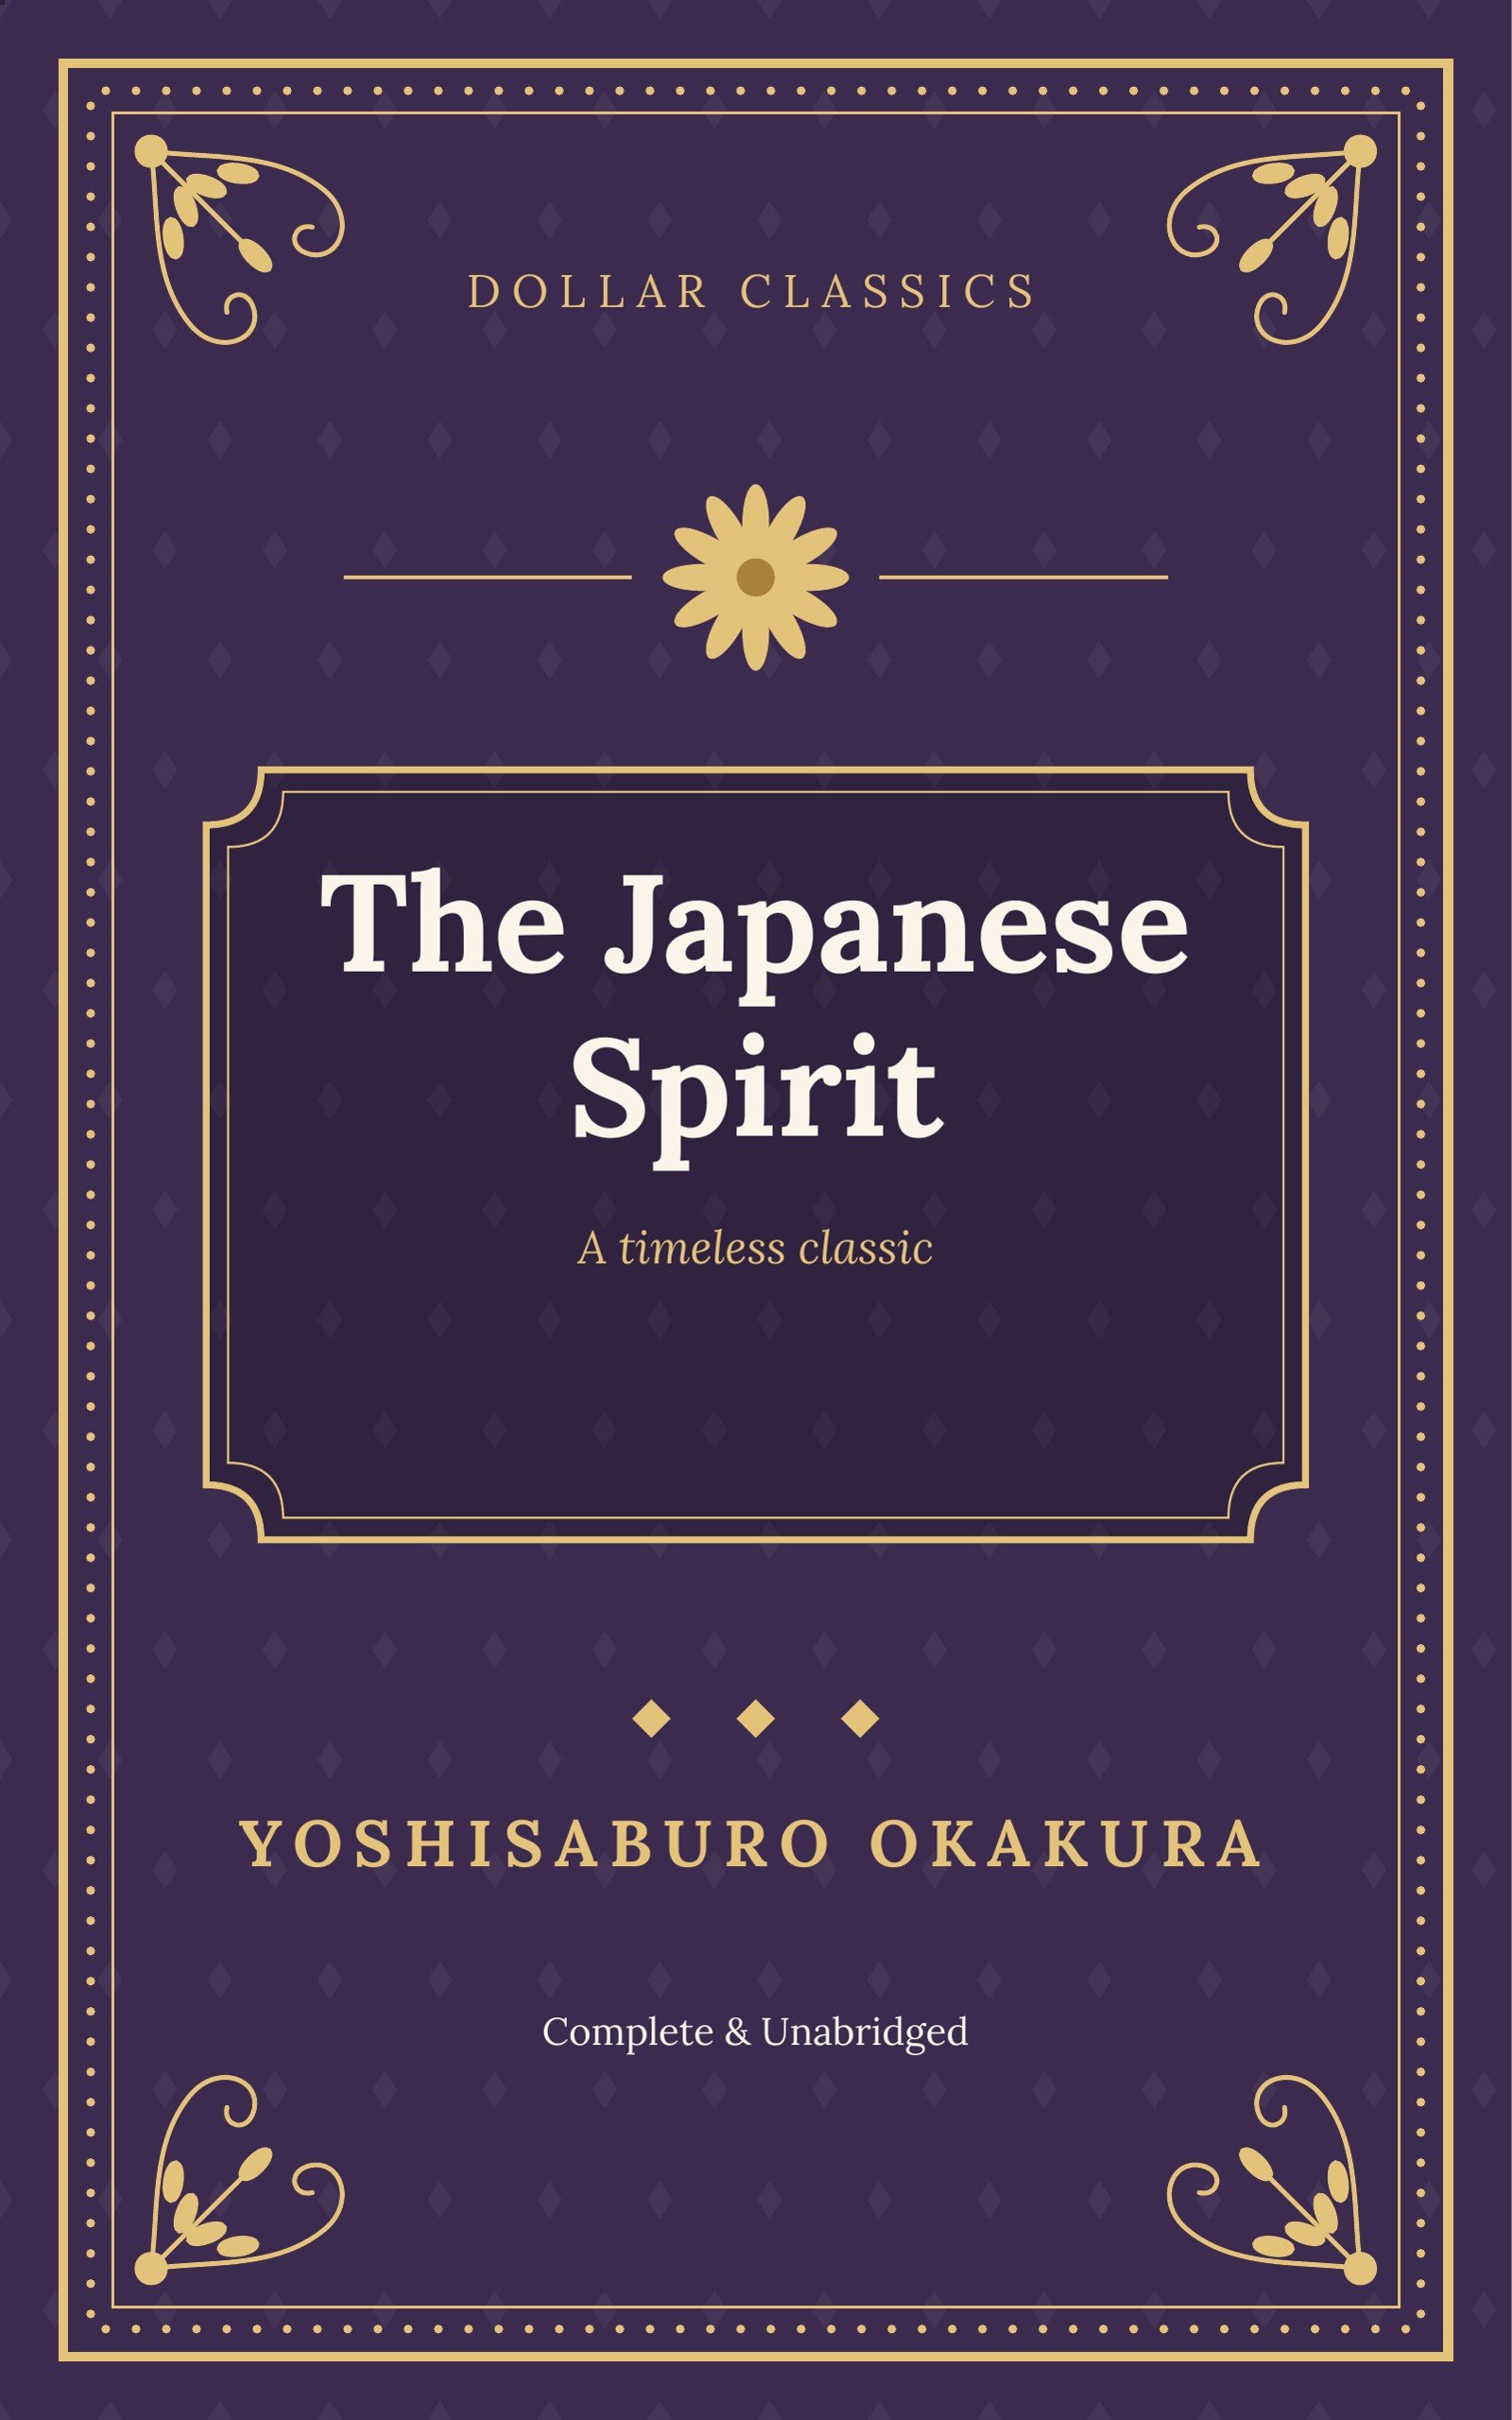 DOLLAR CLASSICS
The Japanese
Spirit
A timeless classic
YOSHISABURO OKAKURA
Complete & Unabridged